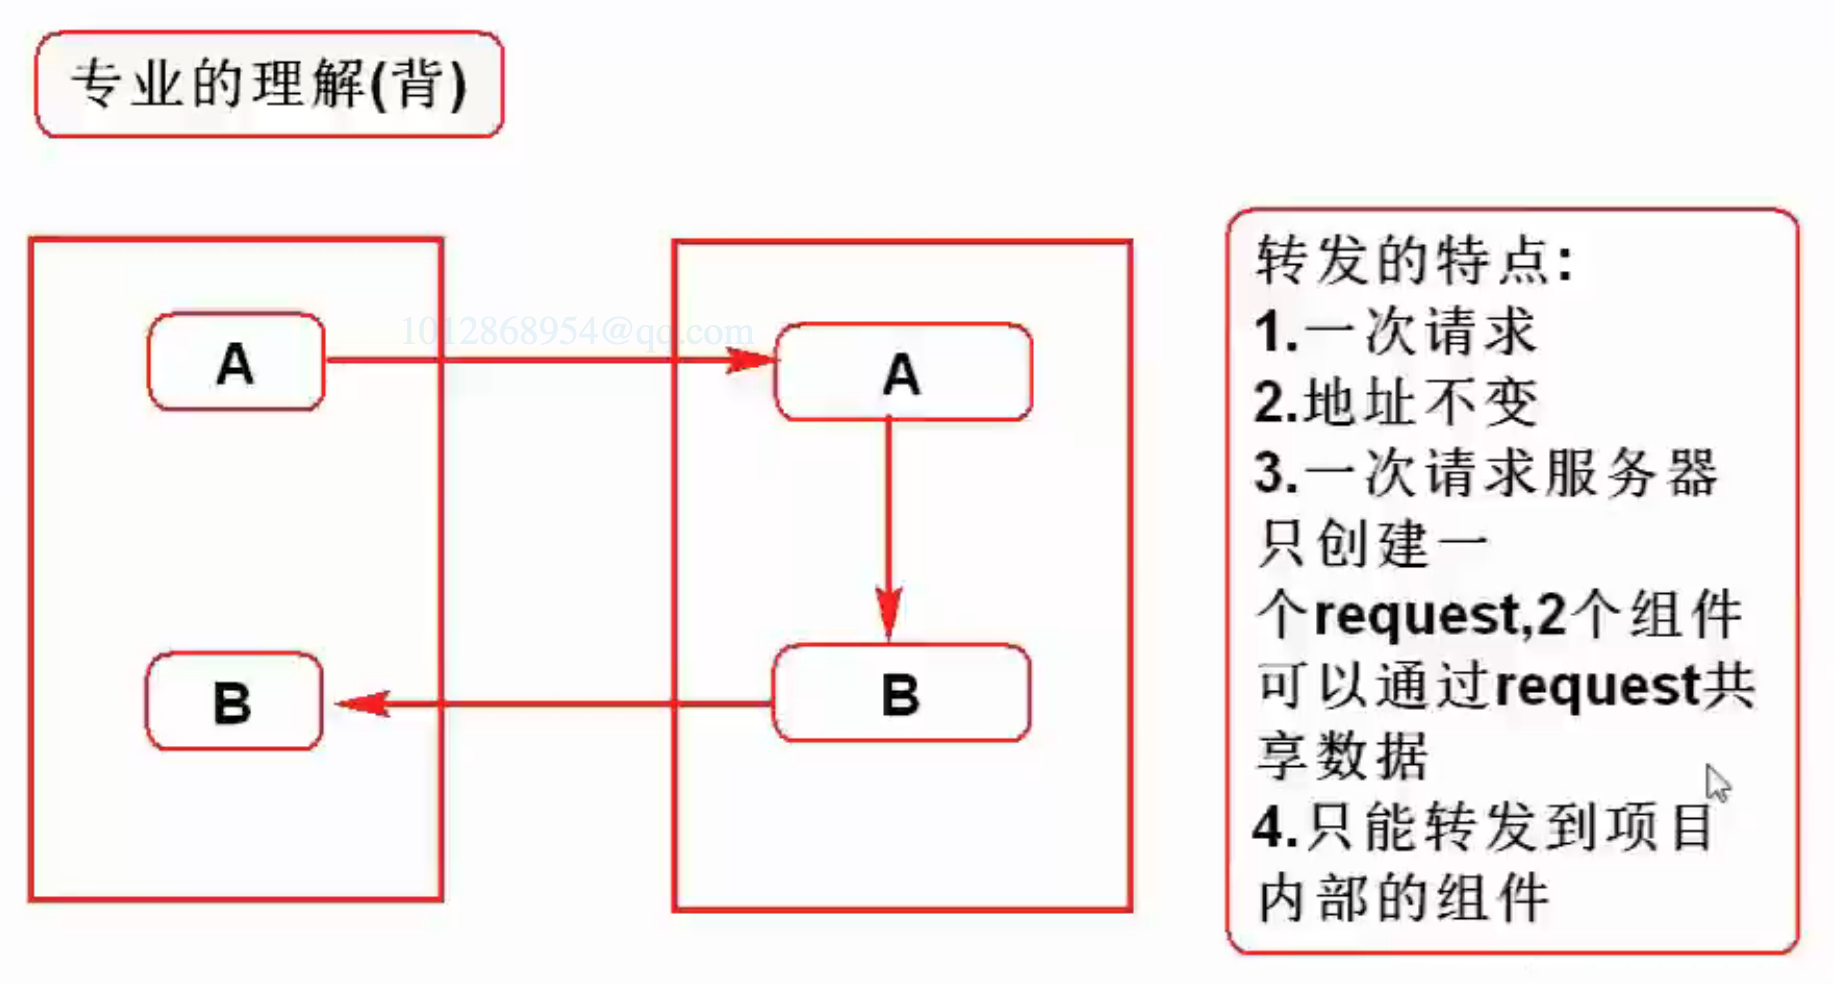 专业的理解(背)
A
1012868954@qq.com
A
B
B
转发的特点:
1.一次请求
2.地址不变
3.一次请求服务器
只创建一
个request,2个组件
可以通过request共
享数据
4.只能转发到项目
内部的组件